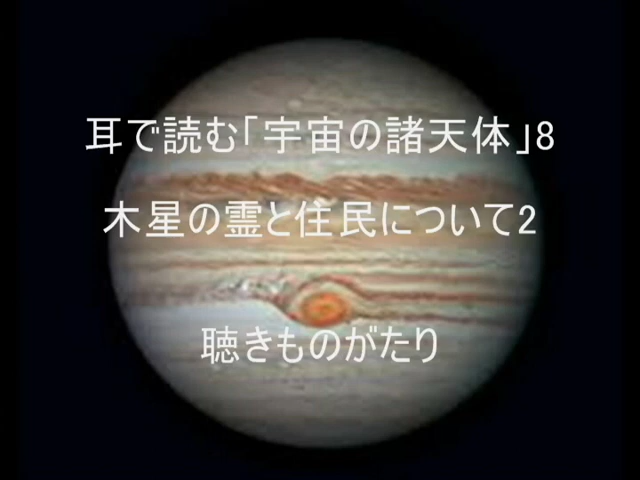 耳で読む「宇宙の諸天体」8
木星の霊と住民について2
聴きものがたり